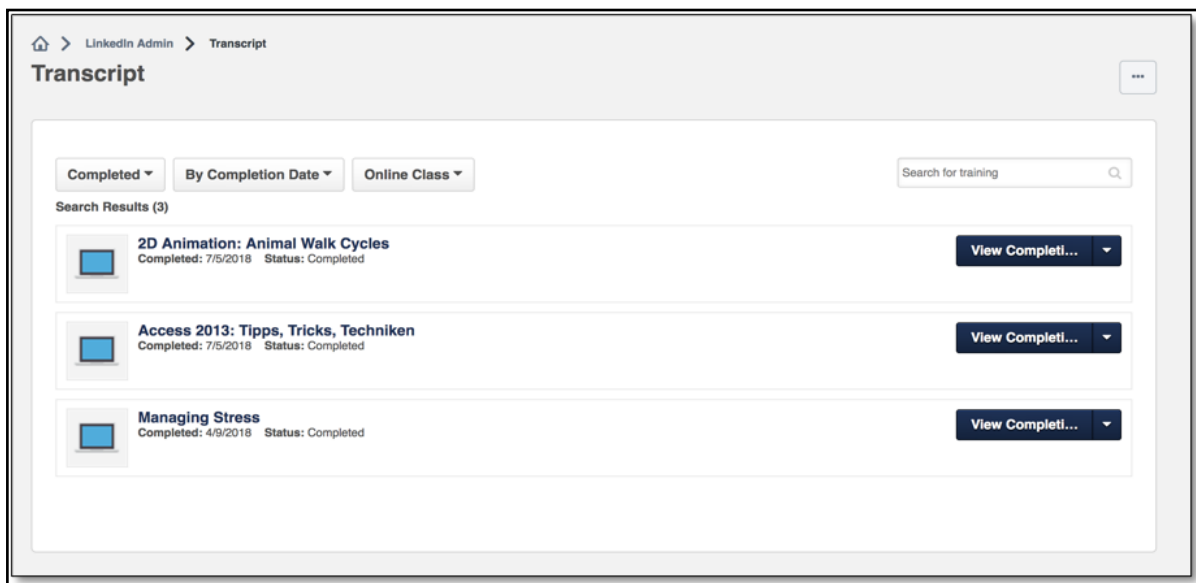 LinkedIn Admin Transcript
Transcript
Completed By Completion Date Online Class Search for training
Search Results (3)
2D Animation: Animal Walk Cycles
Completed: 7/5/2018 Status: Completed
View Completi...
Access 2013: Tipps, Tricks, Techniken
Completed: 7/5/2018 Status: Completed
View Completi...
Managing Stress
Completed: 4/9/2018 Status: Completed
View Completi...